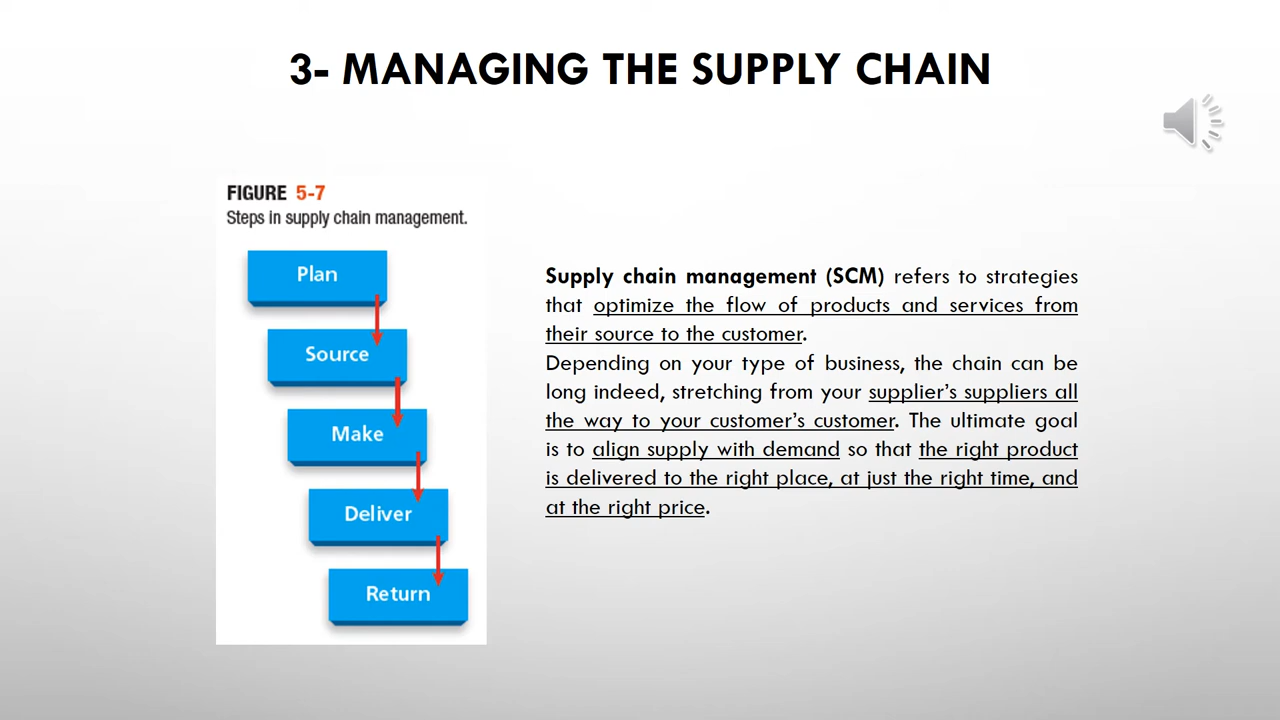 3- MANAGING THE SUPPLY CHAIN
FIGURE 5-7
Steps in supply chain management.
Plan
Source
Make
Deliver
Return
Supply chain management (SCM) refers to strategies
that optimize the flow of products and services from
their source to the customer.
Depending on your type of business, the chain can be
long indeed, stretching from your supplier's suppliers all
the way to your customer's customer. The ultimate goal
is to align supply with demand so that the right product
is delivered to the right place, at just the right time, and
at the right price.